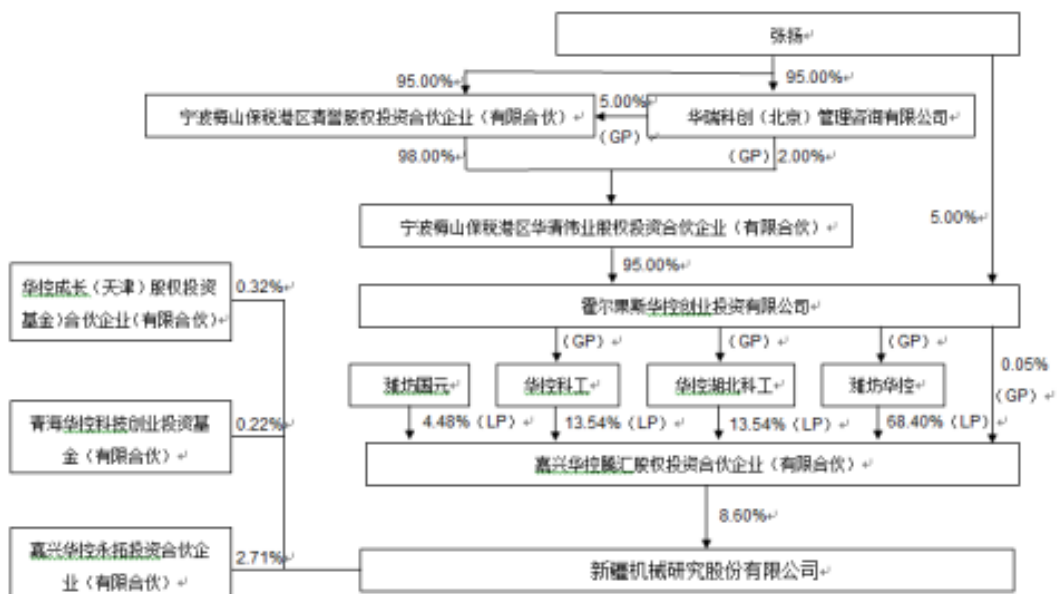 张扬
95.00%
95.00%
宁波梅山保税港区清誉股权投资合伙企业（有限合伙）
5.00%
（GP）
华瑞科创（北京）管理咨询有限公司
98.00%
（GP）2.00%
宁波梅山保税港区华清伟业股权投资合伙企业（有限合伙）
5.00%
95.00%
华控成长（天津）股权投资
基金)合伙企业(有限合伙)
0.32%
霍尔果斯华控创业投资有限公司
（GP）
（GP）
（GP）
0.05%
（GP）
潍坊国元
华控科工
华控湖北科工
潍坊华控
4.48%（LP）
13.54%（LP）
13.54%（LP）
68.40%（LP）
青海华控科技创业投资基
金（有限合伙）
0.22%
嘉兴华控腾汇股权投资合伙企业（有限合伙）
8.60%
嘉兴华控永拓投资合伙企
业（有限合伙）
2.71%
新疆机械研究股份有限公司